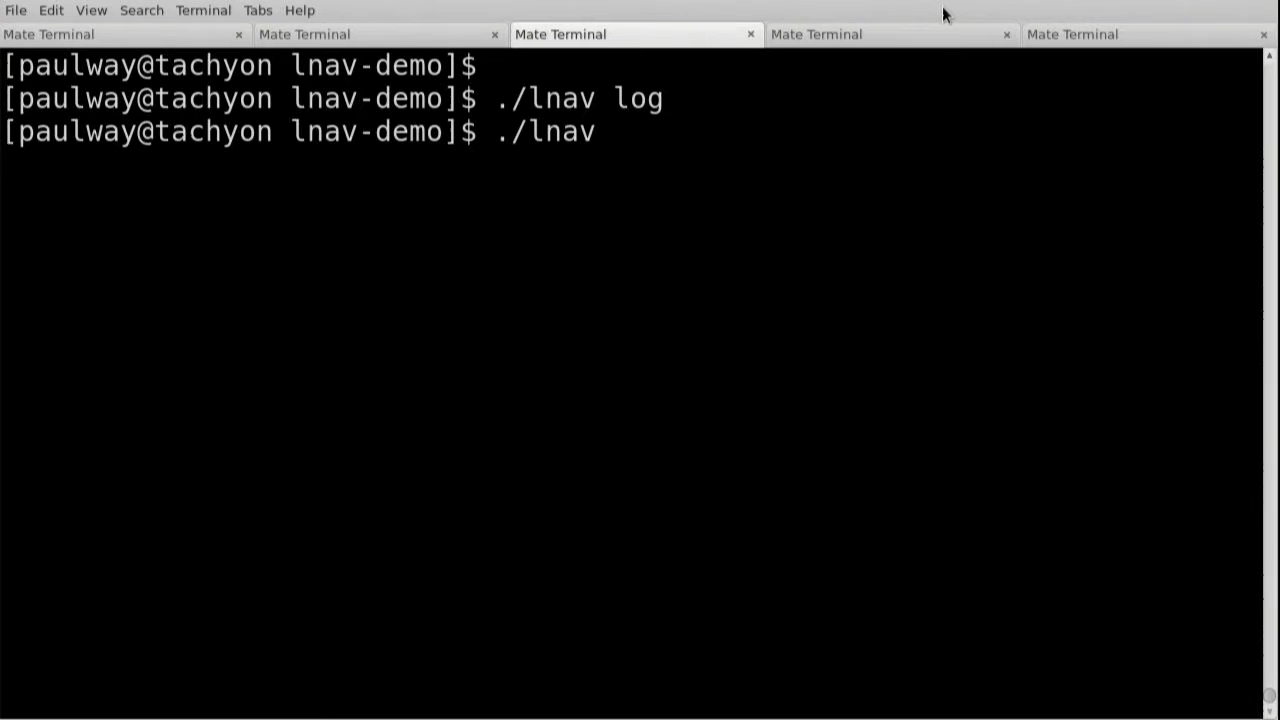 File Edit View Search Terminal Tabs Help
Mate Terminal × Mate Terminal × Mate Terminal × Mate Terminal × Mate Terminal ×
[paulway@tachyon lnav-demo]$
[paulway@tachyon lnav-demo]$ ./lnav log
[paulway@tachyon lnav-demo]$ ./lnav